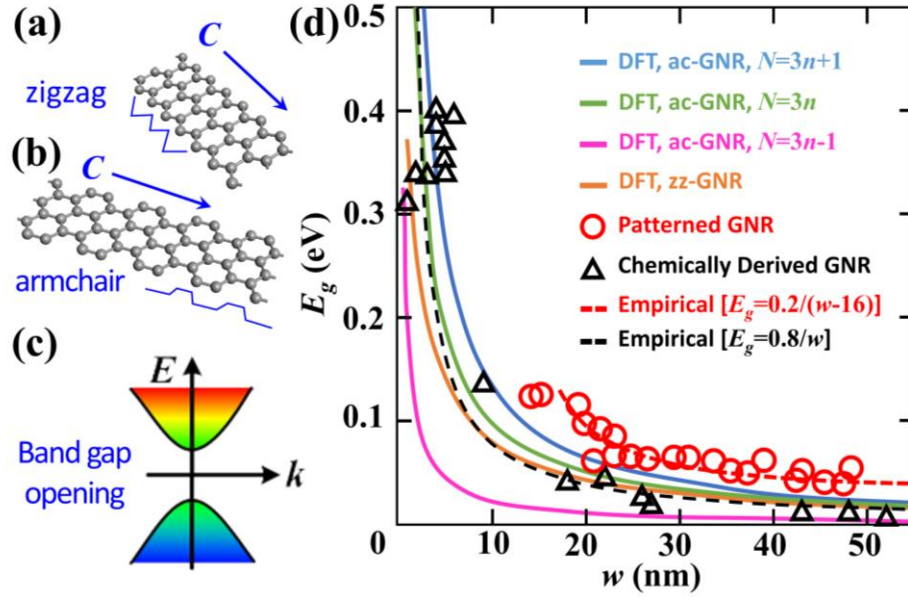 (a)
C
zigzag
(b)
C
armchair
(c)
E
Band gap
opening
k
(d)
0.5
0.4
0.3
0.2
0.1
0
10
20
30
40
50
E_g (eV)
w (nm)
DFT, ac-GNR, N=3n+1
DFT, ac-GNR, N=3n
DFT, ac-GNR, N=3n-1
DFT, zz-GNR
Patterned GNR
Chemically Derived GNR
Empirical [E_g=0.2/(w-16)]
Empirical [E_g=0.8/w]